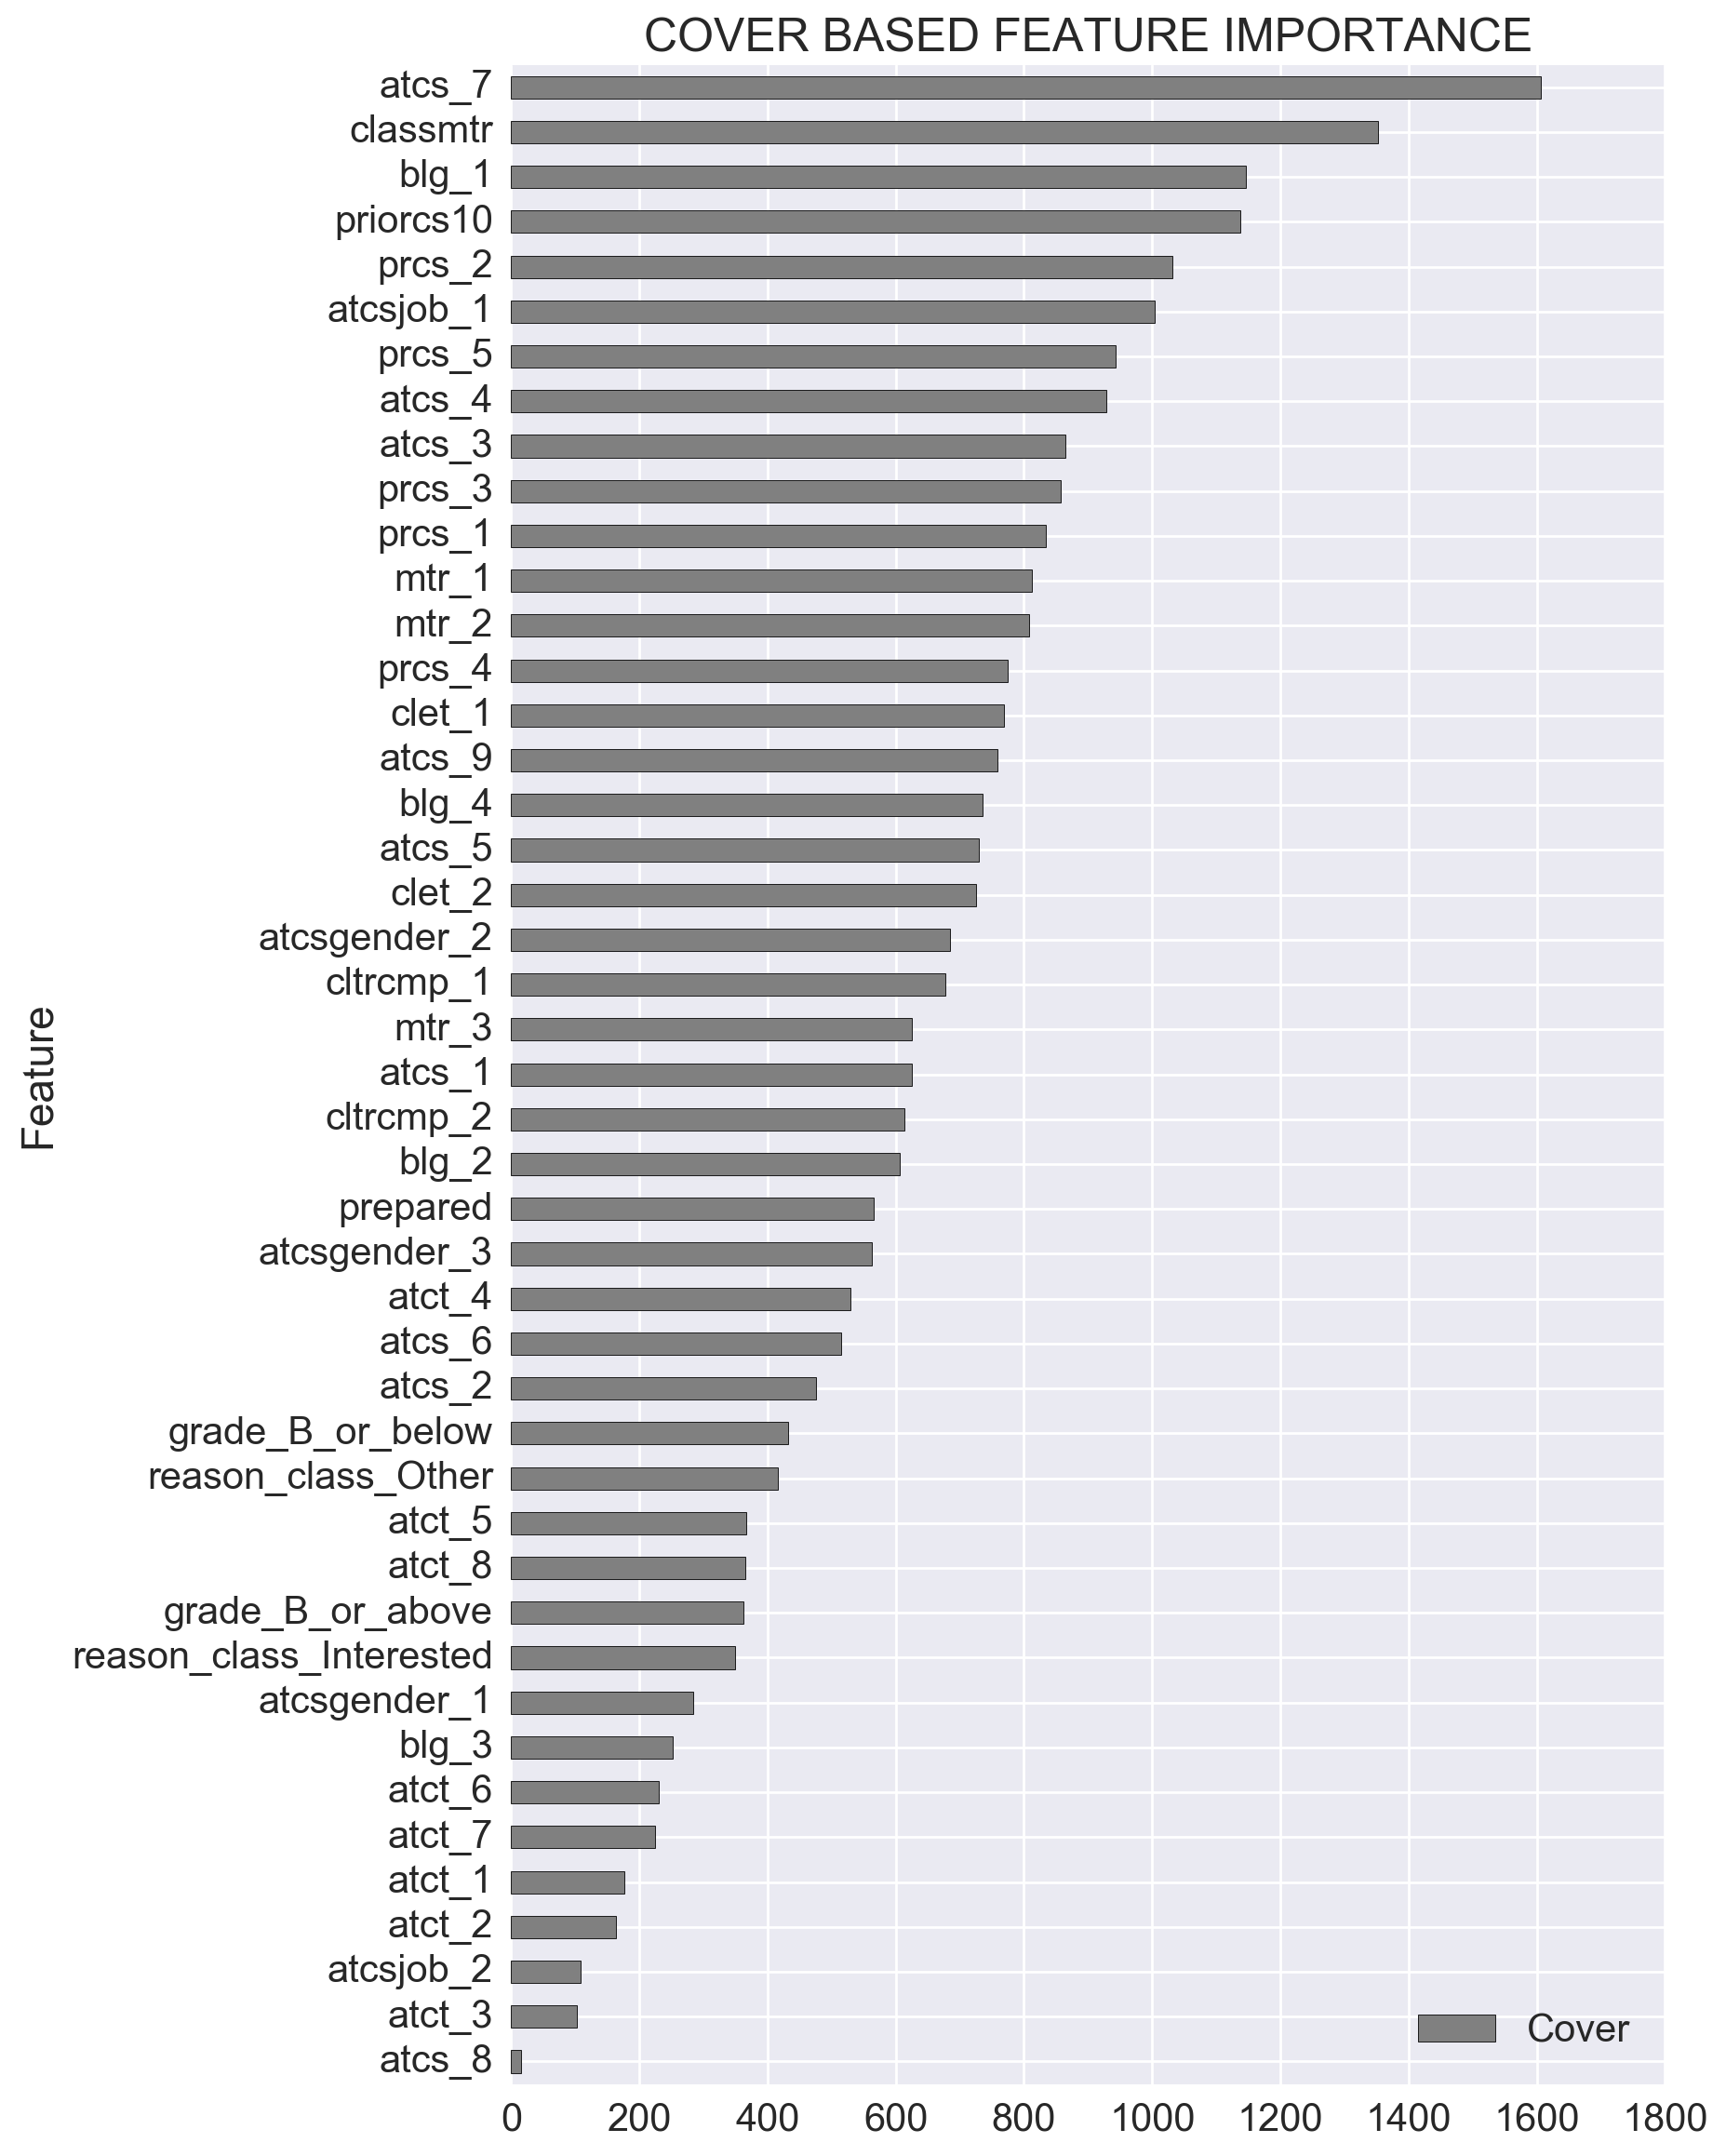 COVER BASED FEATURE IMPORTANCE
atcs_7
classmtr
blg_1
priorcs10
prcs_2
atcsjob_1
prcs_5
atcs_4
atcs_3
prcs_3
prcs_1
mtr_1
mtr_2
prcs_4
clet_1
atcs_9
blg_4
atcs_5
clet_2
atcsgender_2
cltrcmp_1
mtr_3
atcs_1
cltrcmp_2
blg_2
prepared
atcsgender_3
atct_4
atcs_6
atcs_2
grade_B_or_below
reason_class_Other
atct_5
atct_8
grade_B_or_above
reason_class_Interested
atcsgender_1
blg_3
atct_6
atct_7
atct_1
atct_2
atcsjob_2
atct_3
atcs_8
Feature
Cover
0 200 400 600 800 1000 1200 1400 1600 1800